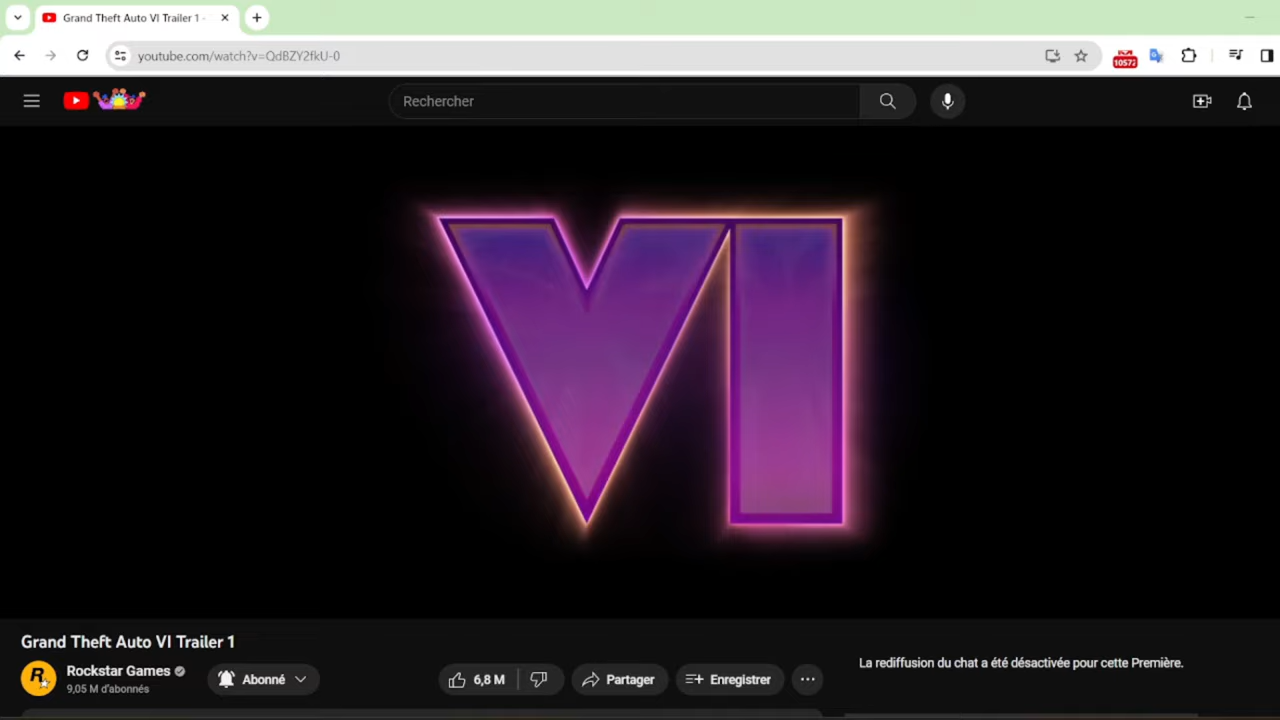 Grand Theft Auto VI Trailer 1 -
youtube.com/watch?v=QdBZY2fkU-0
10572
Rechercher
VI
Grand Theft Auto VI Trailer 1
Rockstar Games
9,05 M d'abonnés
Abonné
6,8 M
Partager
Enregistrer
La rediffusion du chat a été désactivée pour cette Première.